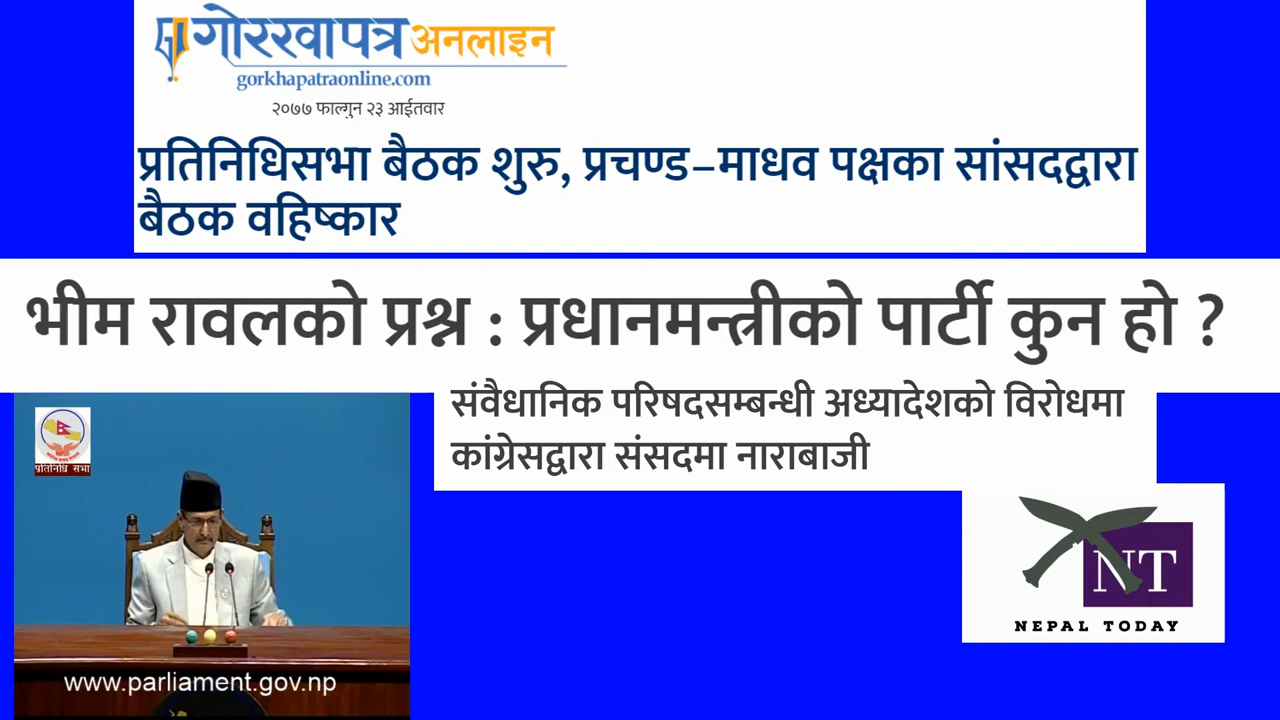 गोरखापत्र अनलाइन
gorkhapatraonline.com
२०७७ फाल्गुन २३ आईतवार
प्रतिनिधिसभा बैठक शुरु, प्रचण्ड–माधव पक्षका सांसदद्वारा
बैठक वहिष्कार
भीम रावलको प्रश्न : प्रधानमन्त्रीको पार्टी कुन हो ?
संवैधानिक परिषदसम्बन्धी अध्यादेशको विरोधमा
कांग्रेसद्वारा संसदमा नाराबाजी
प्रतिनिधि सभा
NT
NEPAL TODAY
www.parliament.gov.np